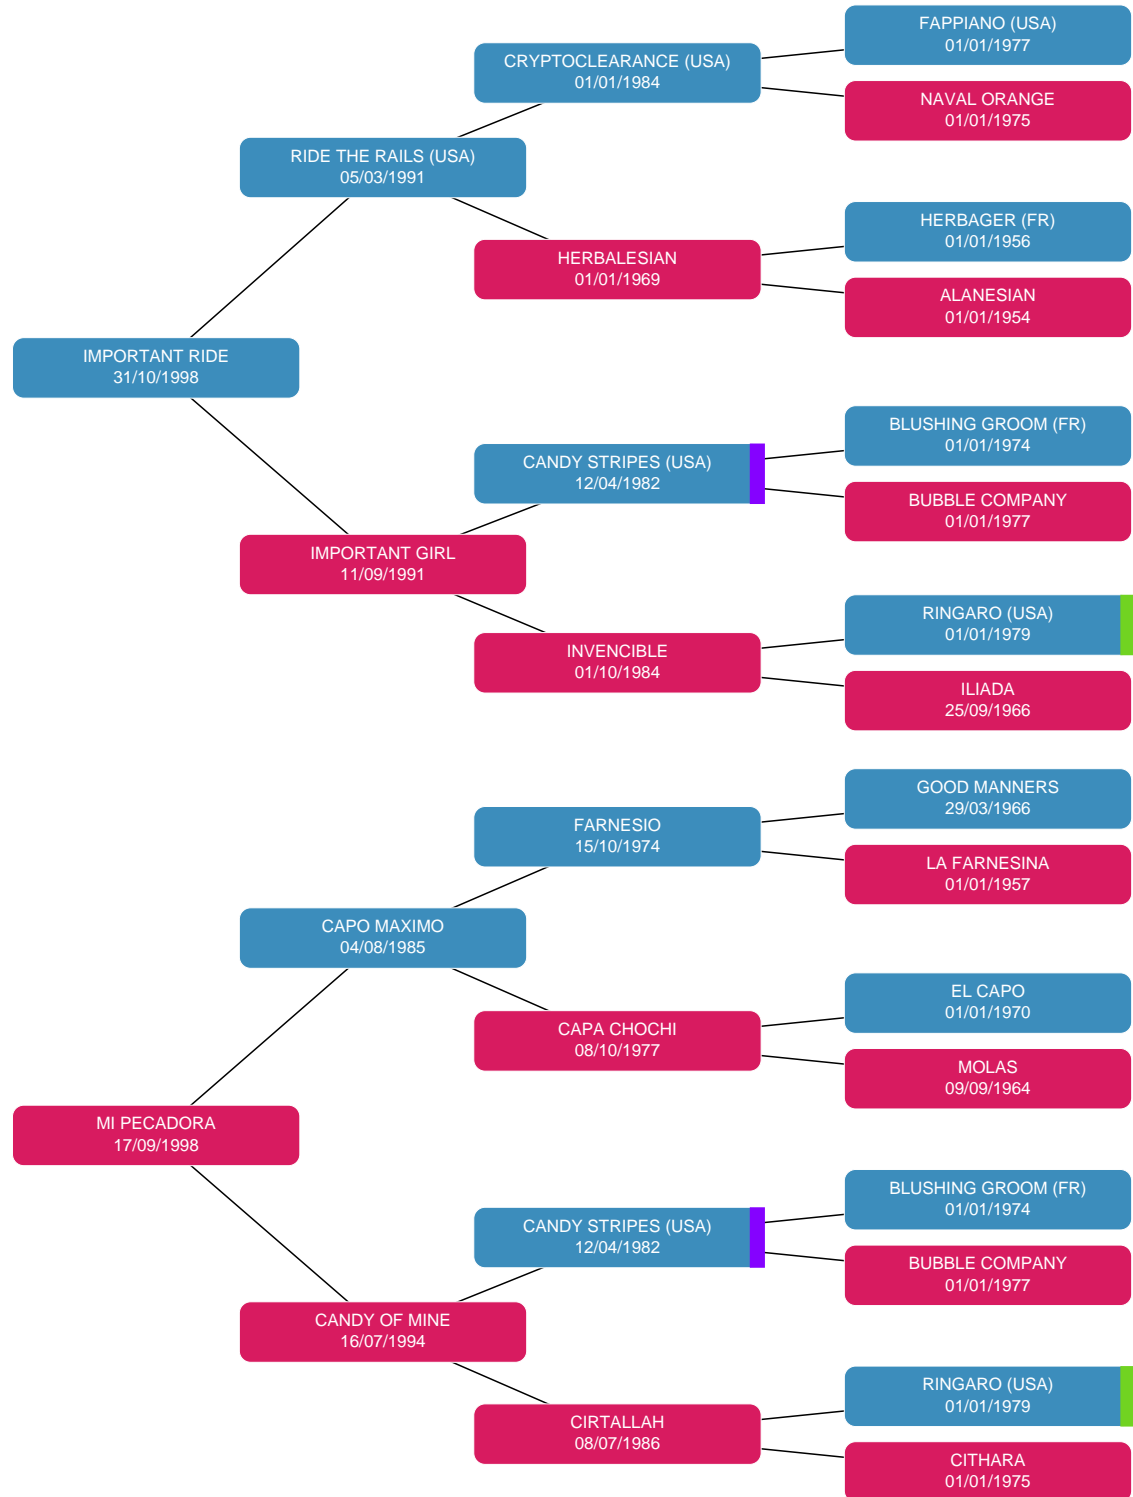 FAPPIANO (USA)
01/01/1977
CRYPTOCLEARANCE (USA)
01/01/1984
NAVAL ORANGE
01/01/1975
RIDE THE RAILS (USA)
05/03/1991
HERBAGER (FR)
01/01/1956
HERBALESIAN
01/01/1969
ALANESIAN
01/01/1954
IMPORTANT RIDE
31/10/1998
BLUSHING GROOM (FR)
01/01/1974
CANDY STRIPES (USA)
12/04/1982
BUBBLE COMPANY
01/01/1977
IMPORTANT GIRL
11/09/1991
RINGARO (USA)
01/01/1979
INVENCIBLE
01/10/1984
ILIADA
25/09/1966
GOOD MANNERS
29/03/1966
FARNESIO
15/10/1974
LA FARNESINA
01/01/1957
CAPO MAXIMO
04/08/1985
EL CAPO
01/01/1970
CAPA CHOCHI
08/10/1977
MOLAS
09/09/1964
MI PECADORA
17/09/1998
BLUSHING GROOM (FR)
01/01/1974
CANDY STRIPES (USA)
12/04/1982
BUBBLE COMPANY
01/01/1977
CANDY OF MINE
16/07/1994
RINGARO (USA)
01/01/1979
CIRTALLAH
08/07/1986
CITHARA
01/01/1975